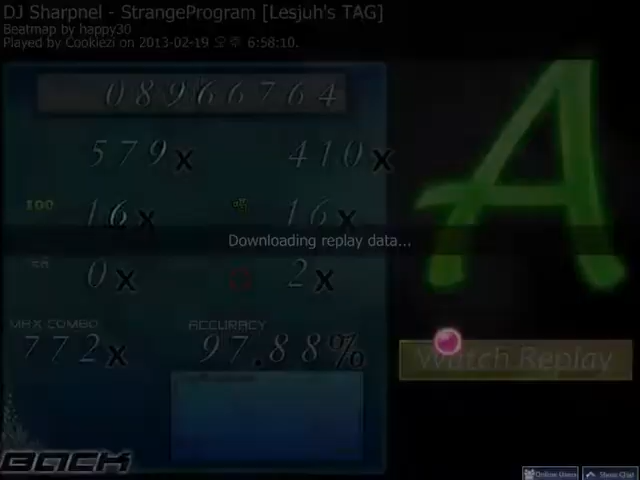 DJ Sharpnel - StrangeProgram [Lesjuh's TAG]
Beatmap by happy30
Played by Cookiezi on 2013-02-19 오후 6:58:10.
08966764
579x 410x
100 16x 16x
Downloading replay data...
50 0x 2x
MAX COMBO ACCURACY
772x 97.88%
A
Watch Replay
BACK
Online Users Show Chat